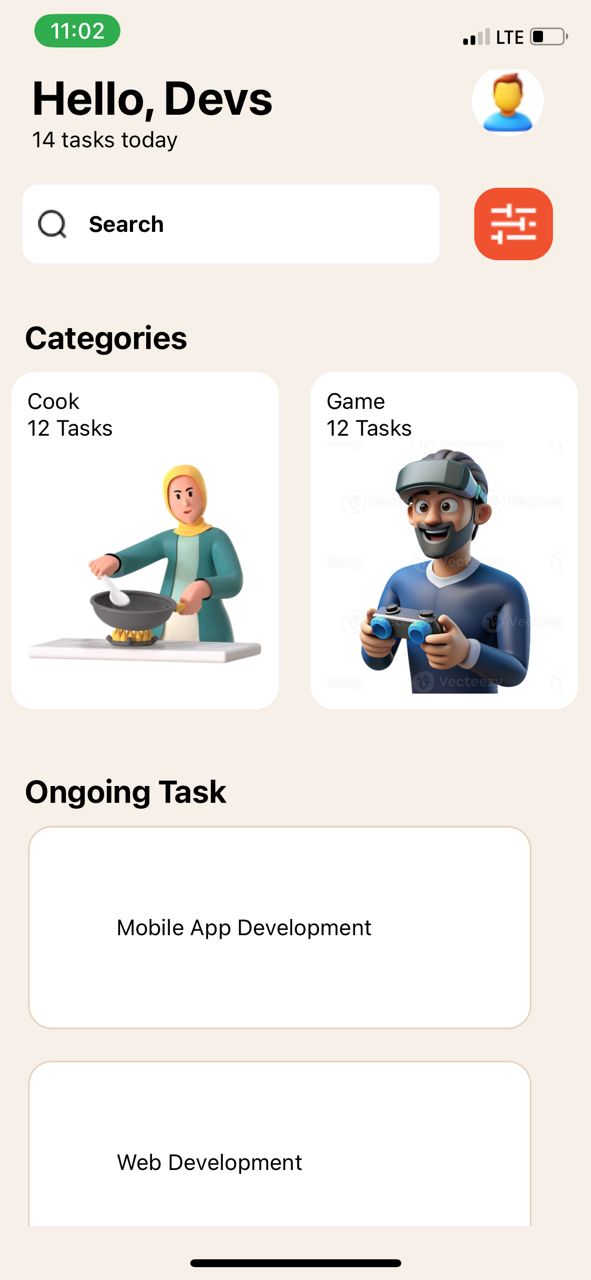 11:02
LTE
Hello, Devs
14 tasks today
Search
Categories
Cook
12 Tasks
Game
12 Tasks
Vecteezy
Ongoing Task
Mobile App Development
Web Development